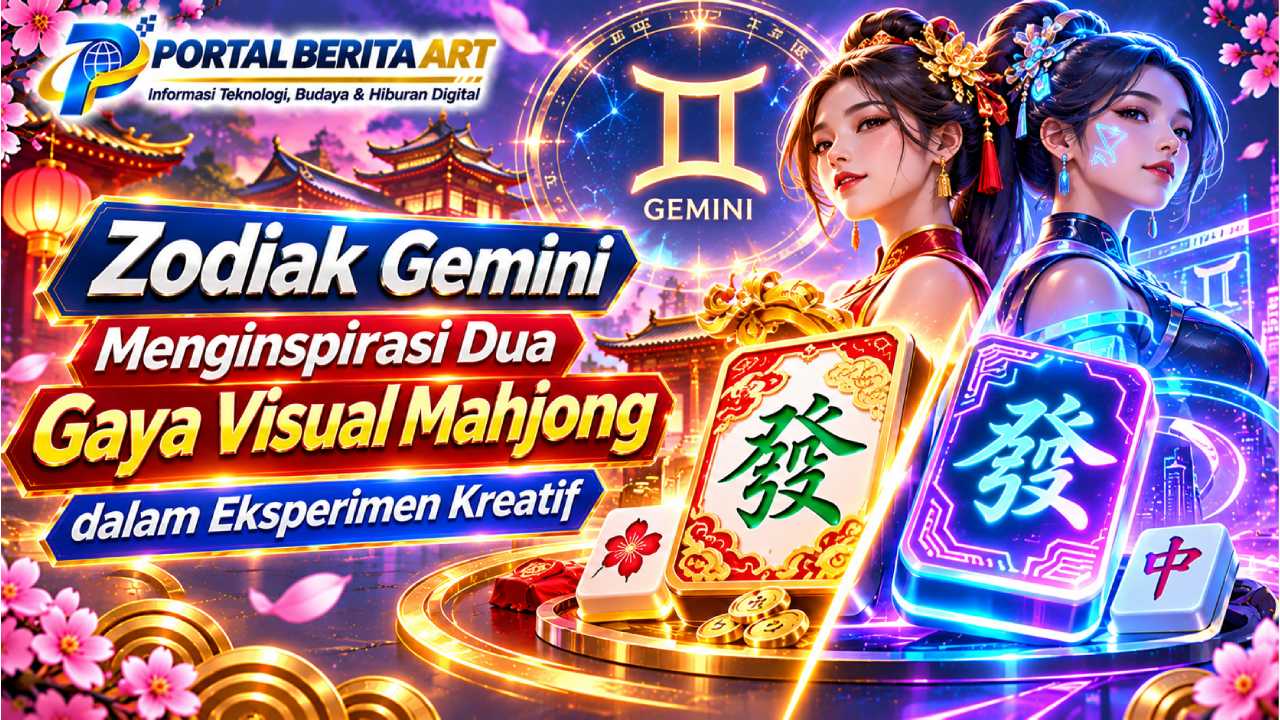 PORTAL BERITA ART
Informasi Teknologi, Budaya & Hiburan Digital
GEMINI
Zodiak Gemini
Menginspirasi Dua
Gaya Visual Mahjong
dalam Eksperimen Kreatif
發
發
中